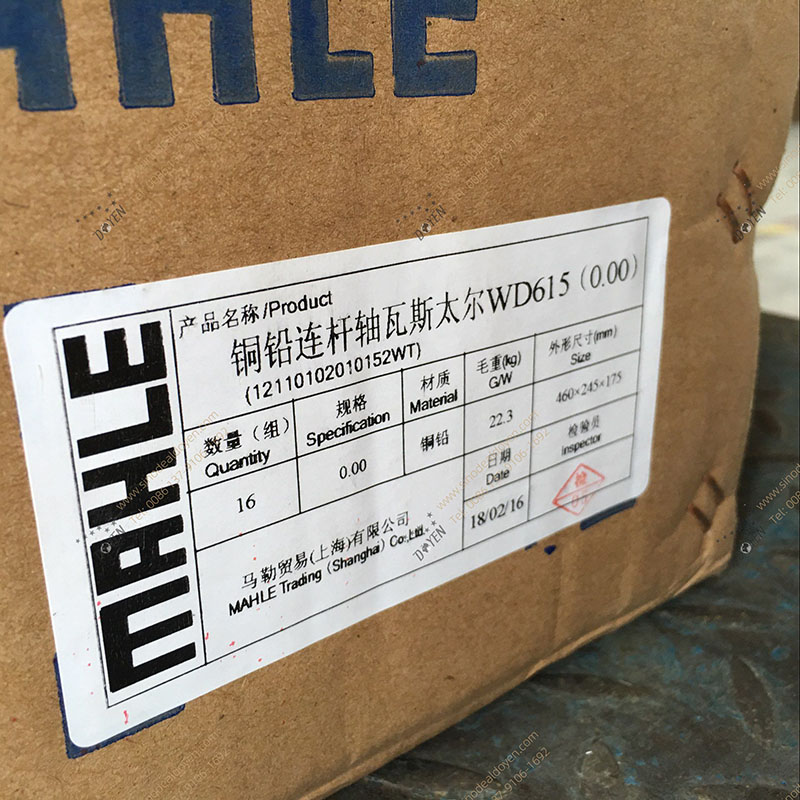 MAHLE
MAHLE
产品名称/Product
铜铅连杆轴瓦斯太尔WD615（0.00）
(12110102010152WT)
数量（组）
Quantity
规格
Specification
材质
Material
毛重(kg)
G/W
外形尺寸(mm)
Size
16
0.00
铜铅
22.3
460×245×175
日期
Date
检验员
inspector
18/02/16
马勒贸易(上海)有限公司
MAHLE Trading (Shanghai) Co.,Ltd.
DOYEN
www.sinodealdoyen.com